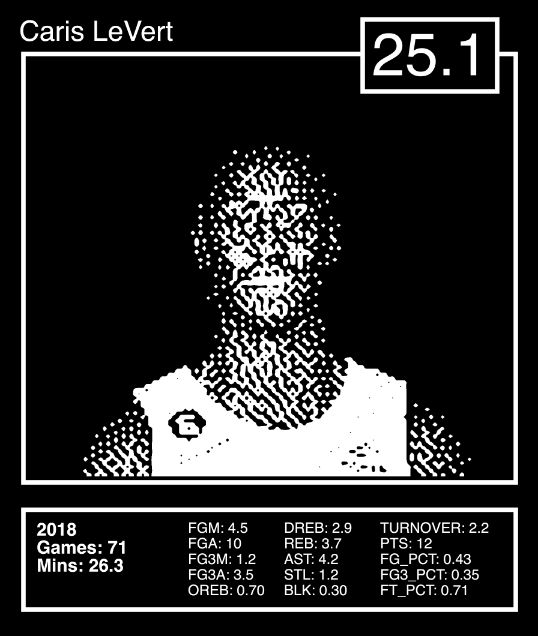 Caris LeVert
25.1
2018
Games: 71
Mins: 26.3
FGM: 4.5
FGA: 10
FG3M: 1.2
FG3A: 3.5
OREB: 0.70
DREB: 2.9
REB: 3.7
AST: 4.2
STL: 1.2
BLK: 0.30
TURNOVER: 2.2
PTS: 12
FG_PCT: 0.43
FG3_PCT: 0.35
FT_PCT: 0.71